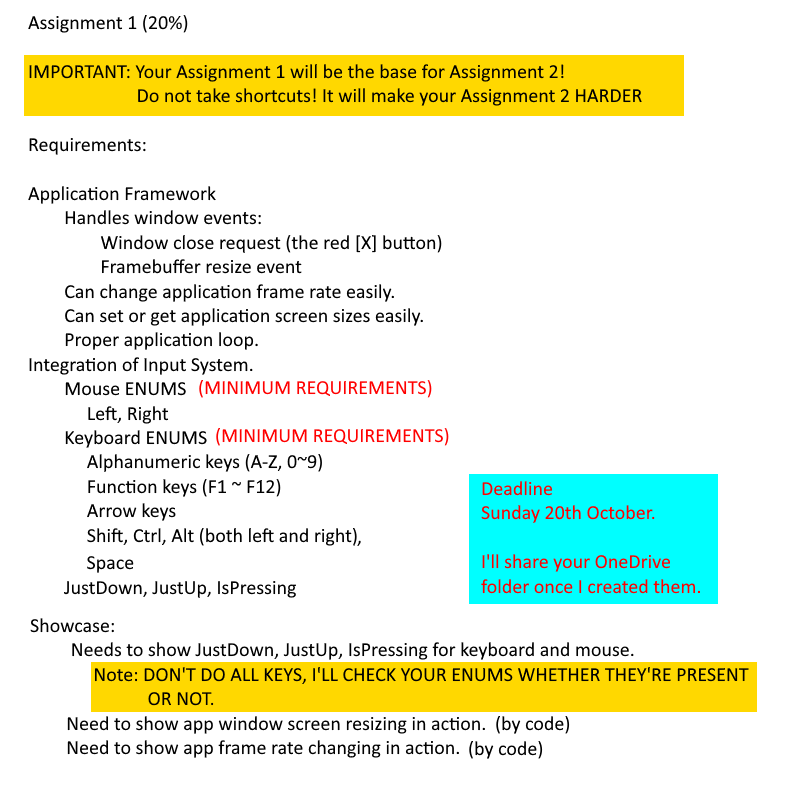 Assignment 1 (20%)
IMPORTANT: Your Assignment 1 will be the base for Assignment 2!
Do not take shortcuts! It will make your Assignment 2 HARDER
Requirements:
Application Framework
Handles window events:
Window close request (the red [X] button)
Framebuffer resize event
Can change application frame rate easily.
Can set or get application screen sizes easily.
Proper application loop.
Integration of Input System.
Mouse ENUMS (MINIMUM REQUIREMENTS)
Left, Right
Keyboard ENUMS (MINIMUM REQUIREMENTS)
Alphanumeric keys (A-Z, 0~9)
Function keys (F1 ~ F12)
Arrow keys
Shift, Ctrl, Alt (both left and right),
Space
JustDown, JustUp, IsPressing
Deadline
Sunday 20th October.
I'll share your OneDrive
folder once I created them.
Showcase:
Needs to show JustDown, JustUp, IsPressing for keyboard and mouse.
Note: DON'T DO ALL KEYS, I'LL CHECK YOUR ENUMS WHETHER THEY'RE PRESENT
OR NOT.
Need to show app window screen resizing in action. (by code)
Need to show app frame rate changing in action. (by code)